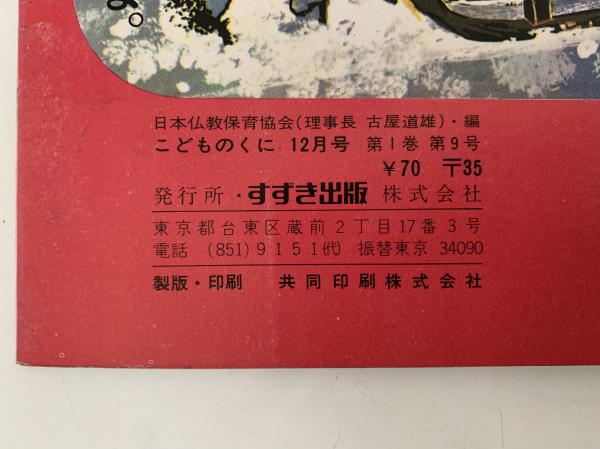 す。
日本仏教保育協会(理事長 古屋道雄)・編
こどものくに 12月号 第1巻 第9号
¥70 〒35
発行所・すずき出版 株式会社
東京都台東区蔵前2丁目17番3号
電話 (851)9151(代) 振替東京 34090
製版・印刷 共同印刷株式会社